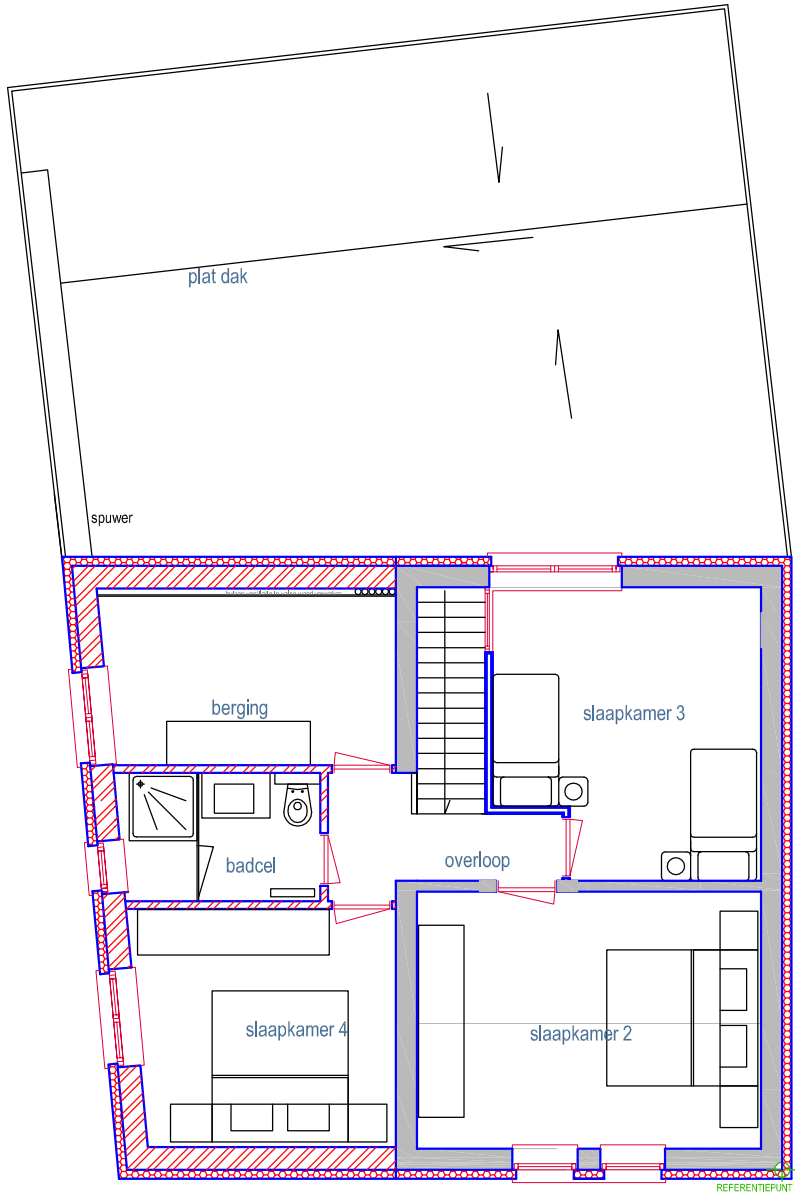 plat dak
spuwer
berging
slaapkamer 3
badcel
overloop
slaapkamer 4
slaapkamer 2
REFERENTIEPUNT